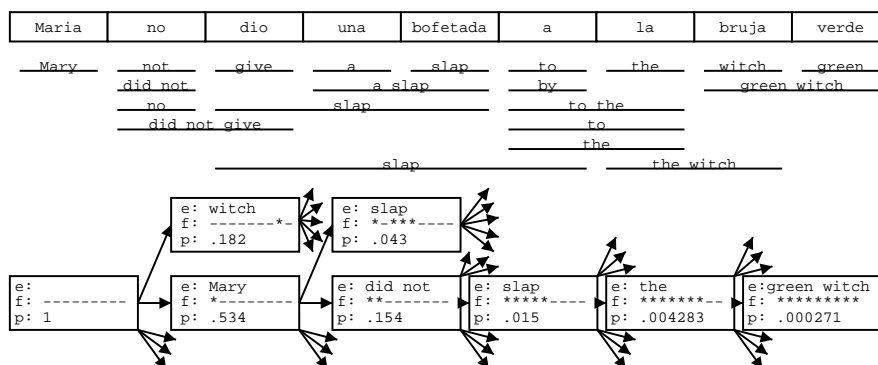 Maria no dio una bofetada a la bruja verde
Mary not give a slap to the witch green
did not a slap by green witch
no slap to the
did not give to
the
slap the witch
e: witch e: slap
f: -------*- f: *-***----
p: .182 p: .043
e: e: Mary e: did not e: slap e: the e:green witch
f: --------- f: *-------- f: **------- f: *****---- f: *******-- f: *********
p: 1 p: .534 p: .154 p: .015 p: .004283 p: .000271